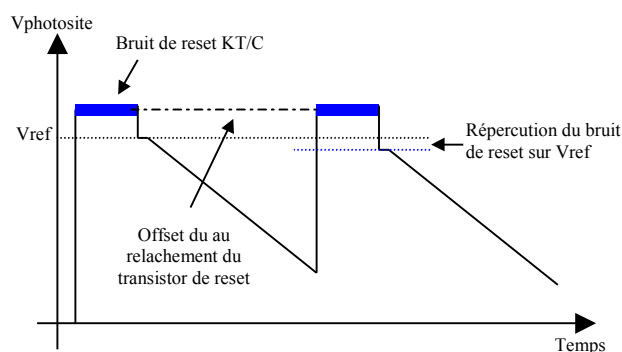 Vphotosite
Bruit de reset KT/C
Vref
Répercution du bruit
de reset sur Vref
Offset du au
relachement du
transistor de reset
Temps